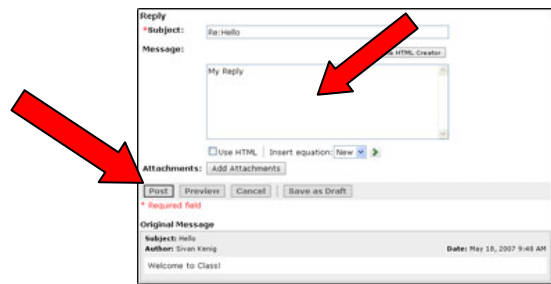 Reply
*Subject: Re:Hello
Message:
HTML Creator
My Reply
Use HTML | Insert equation: New
Attachments: Add Attachments
Post Preview Cancel | Save as Draft
* Required field
Original Message
Subject: Hello
Author: Sivan Kenig Date: May 18, 2007 9:48 AM
Welcome to Class!